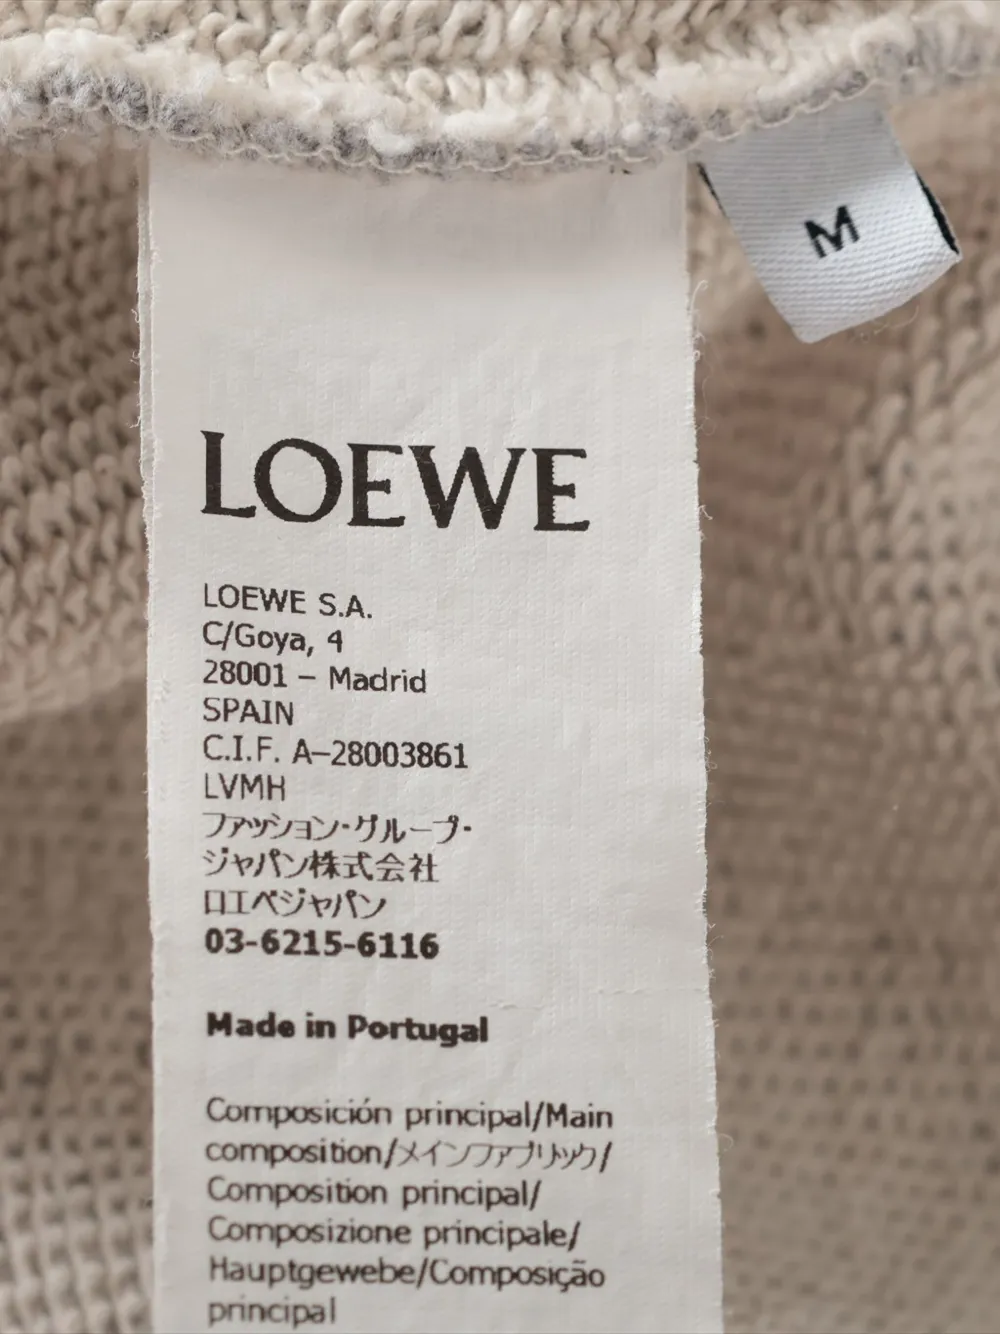 M
LOEWE
LOEWE S.A.
C/Goya, 4
28001 – Madrid
SPAIN
C.I.F. A–28003861
LVMH
ファッション・グループ・
ジャパン株式会社
ロエベジャパン
03-6215-6116
Made in Portugal
Composición principal/Main
composition/メインファブリック/
Composition principal/
Composizione principale/
Hauptgewebe/Composição
principal